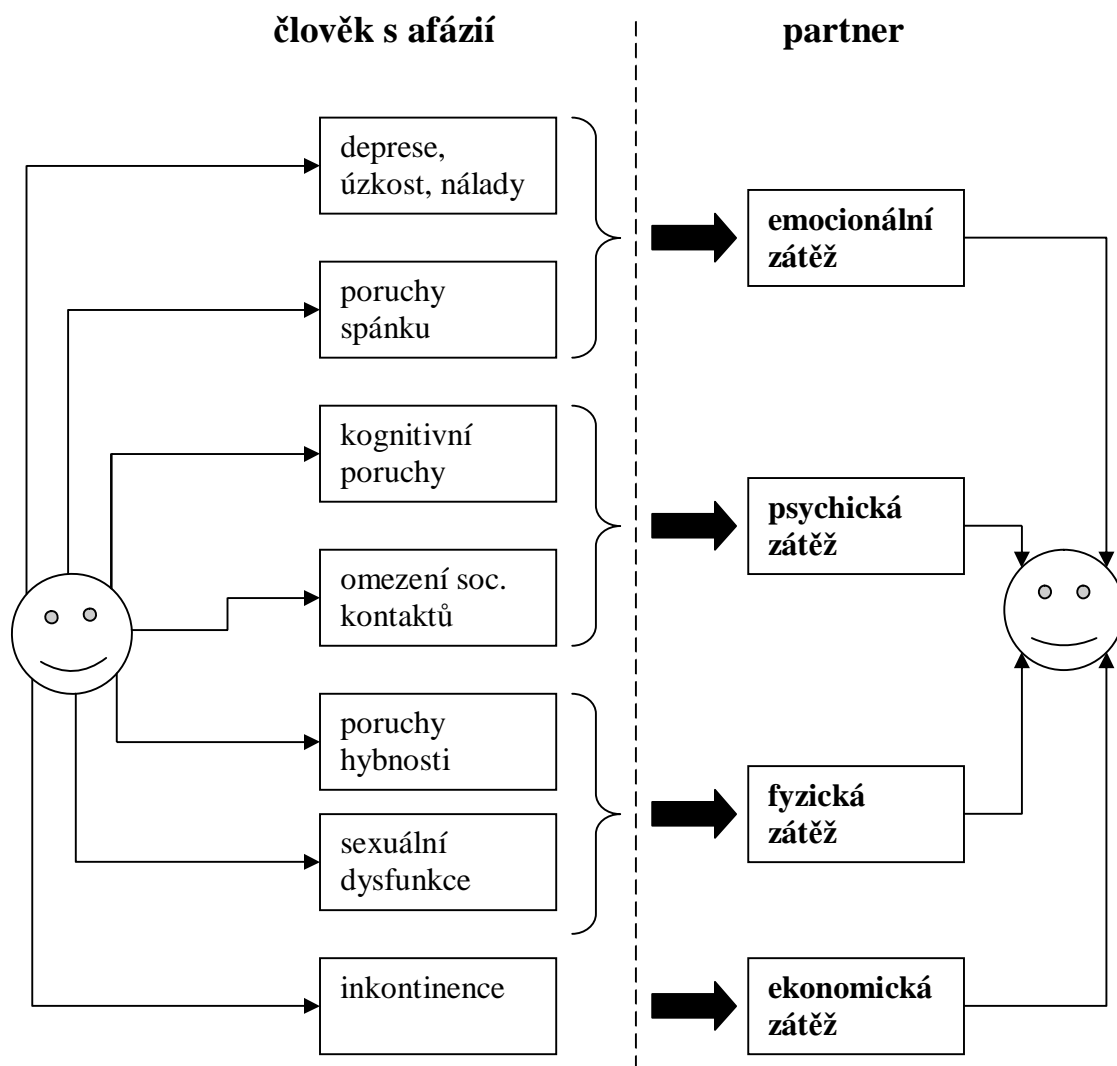 člověk s afázií
partner
deprese,
úzkost, nálady
poruchy
spánku
kognitivní
poruchy
omezení soc.
kontaktů
poruchy
hybnosti
sexuální
dysfunkce
inkontinence
emocionální
zátěž
psychická
zátěž
fyzická
zátěž
ekonomická
zátěž